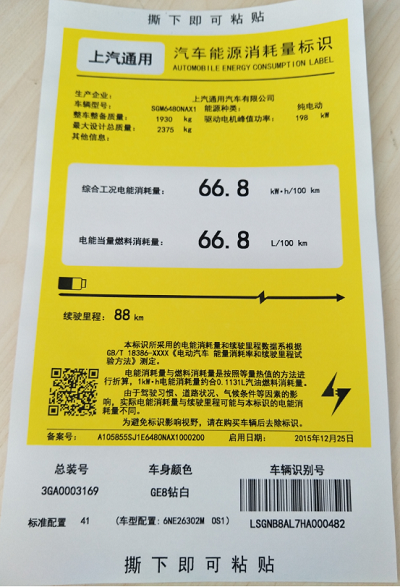 撕下即可粘贴
上汽通用
汽车能源消耗量标识
AUTOMOBILE ENERGY CONSUMPTION LABEL
生产企业: 上汽通用汽车有限公司
车辆型号: SGM6480NAX1 能源种类: 纯电动
整车整备质量: 1930 kg 驱动电机峰值功率: 198 kW
最大设计总质量: 2375 kg
其他信息:
综合工况电能消耗量: 66.8 kW·h/100 km
电能当量燃料消耗量: 66.8 L/100 km
续驶里程: 88 km
本标识所采用的电能消耗量和续驶里程数据系根据
GB/T 18386-XXXX《电动汽车 能量消耗率和续驶里程试
验方法》测定。
电能消耗量与燃料消耗量是按照等量热值的方法进
行折算，1kW·h电能消耗量约合0.1131L汽油燃料消耗量。
由于驾驶习惯、道路状况、气候条件等因素的影
响，实际电能消耗量与续驶里程可能与本标识的电能消
耗量不同。
为避免标识影响视野，请在购买车辆后去除标识。
备案号: A105855SJ1E6480NAX1000200 启用日期: 2015年12月25日
总装号 车身颜色 车辆识别号
3GA0003169 GE8钻白
标准配置 41 (车型配置: 6NE26302M 0S1) LSGNB8AL7HA000482
撕下即可粘贴